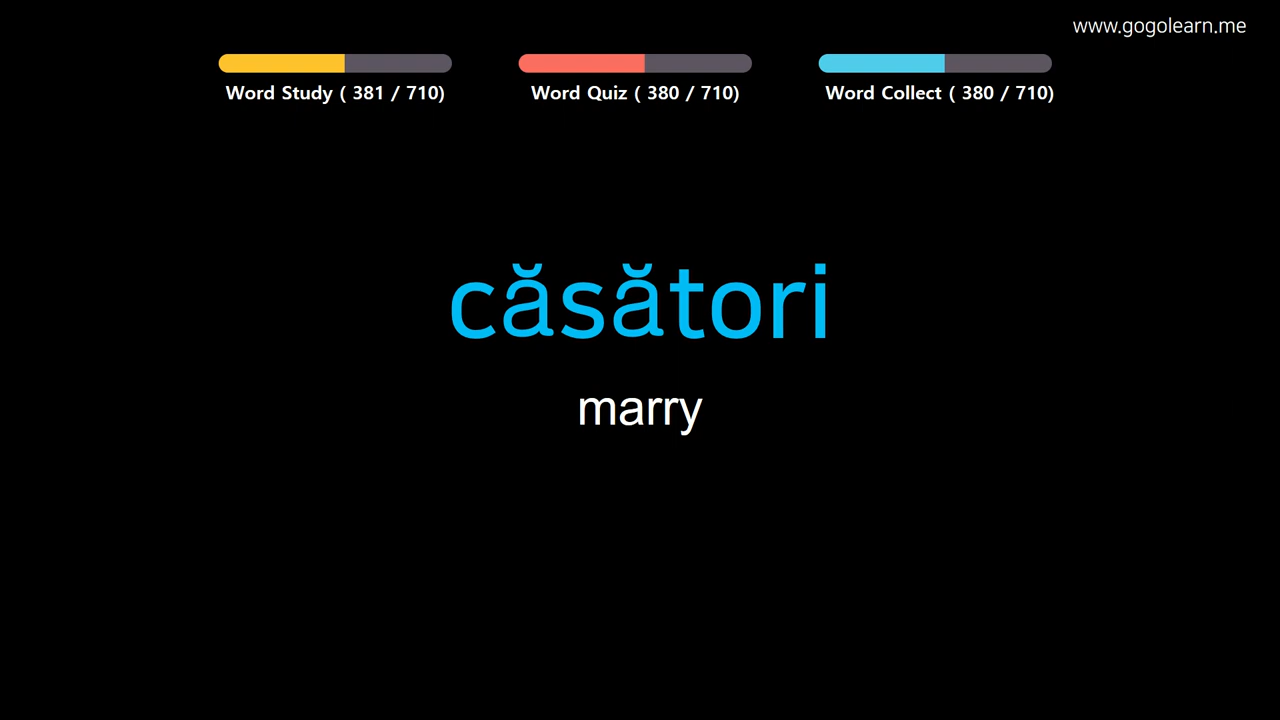 www.gogolearn.me
Word Study ( 381 / 710)
Word Quiz ( 380 / 710)
Word Collect ( 380 / 710)
căsători
marry